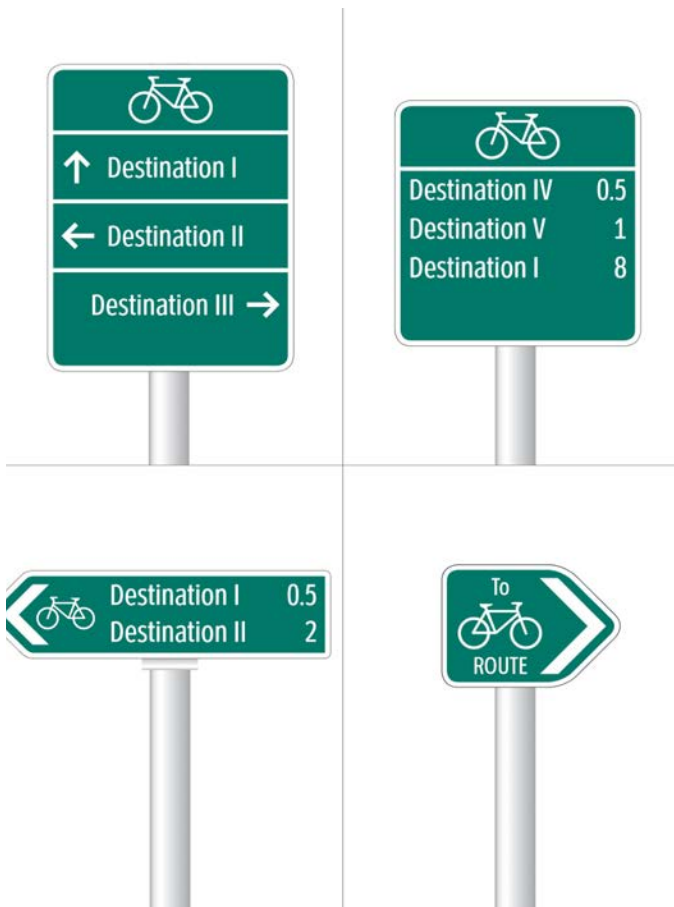 ↑ Destination I
← Destination II
Destination III →
Destination IV 0.5
Destination V 1
Destination I 8
Destination I 0.5
Destination II 2
To
ROUTE